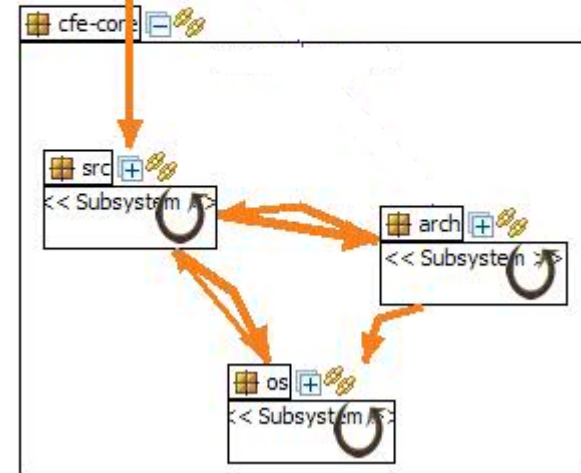 cfe-core
src
<< Subsystem >>
arch
<< Subsystem >>
os
<< Subsystem >>